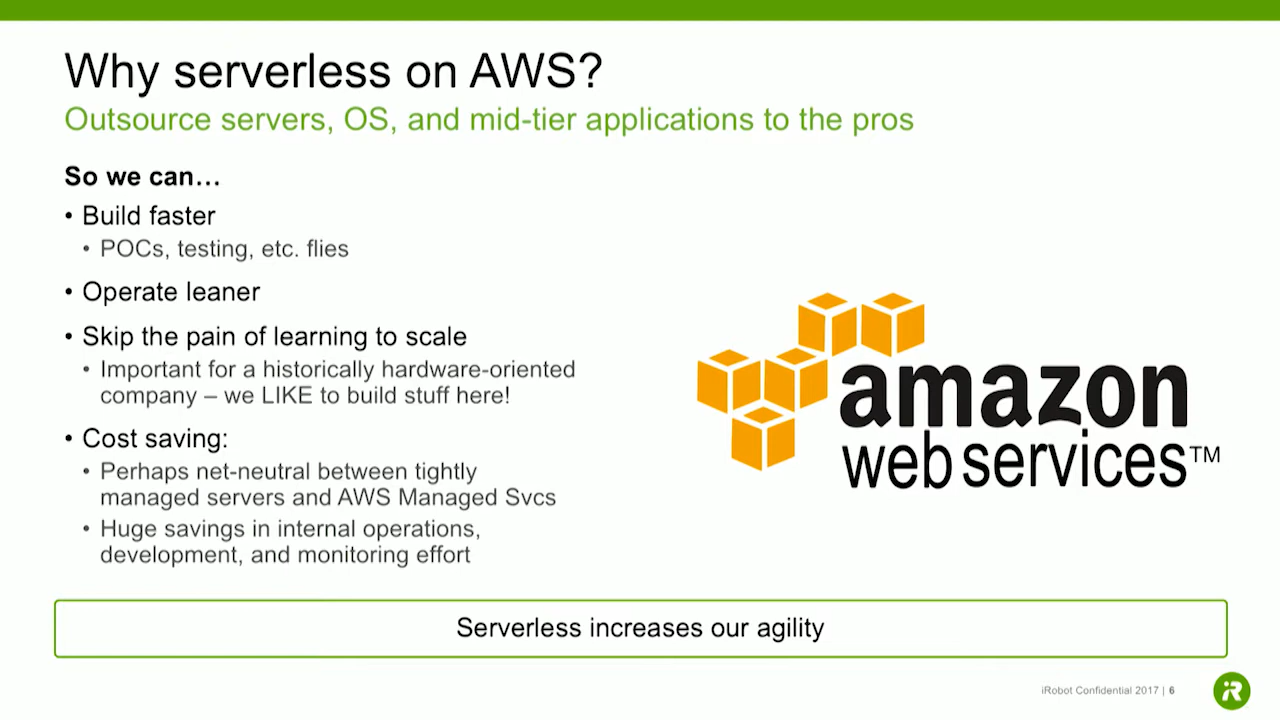 Why serverless on AWS?
Outsource servers, OS, and mid-tier applications to the pros
So we can…
• Build faster
• POCs, testing, etc. flies
• Operate leaner
• Skip the pain of learning to scale
• Important for a historically hardware-oriented
company – we LIKE to build stuff here!
• Cost saving:
• Perhaps net-neutral between tightly
managed servers and AWS Managed Svcs
• Huge savings in internal operations,
development, and monitoring effort
amazon
web services™
Serverless increases our agility
iRobot Confidential 2017 | 6
iR